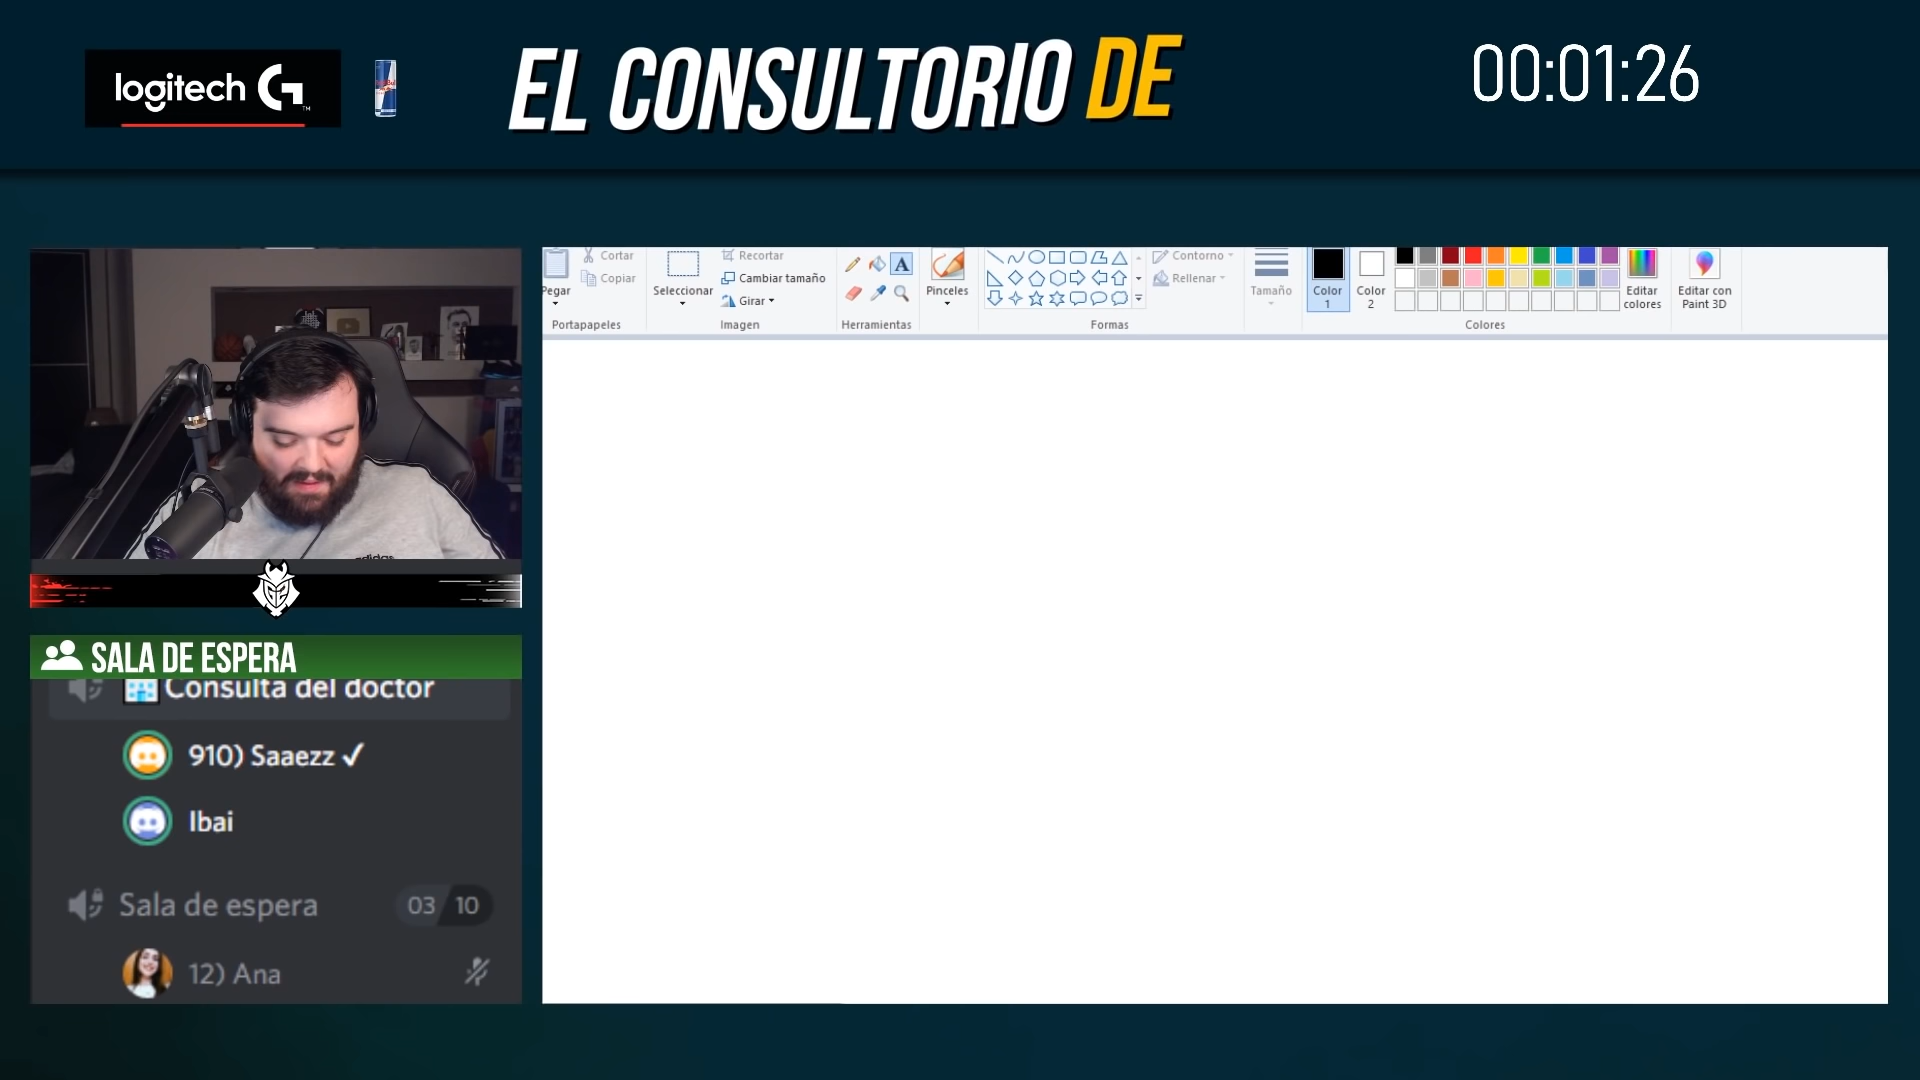 logitech G
EL CONSULTORIO DE
00:01:26
Pegar
Cortar
Copiar
Portapapeles
Seleccionar
Recortar
Cambiar tamaño
Girar
Imagen
A
Herramientas
Pinceles
Formas
Contorno
Rellenar
Tamaño
Color 1
Color 2
Colores
Editar colores
Editar con Paint 3D
adidas
SALA DE ESPERA
Consulta del doctor
910) Saaezz ✓
Ibai
Sala de espera 03 10
12) Ana